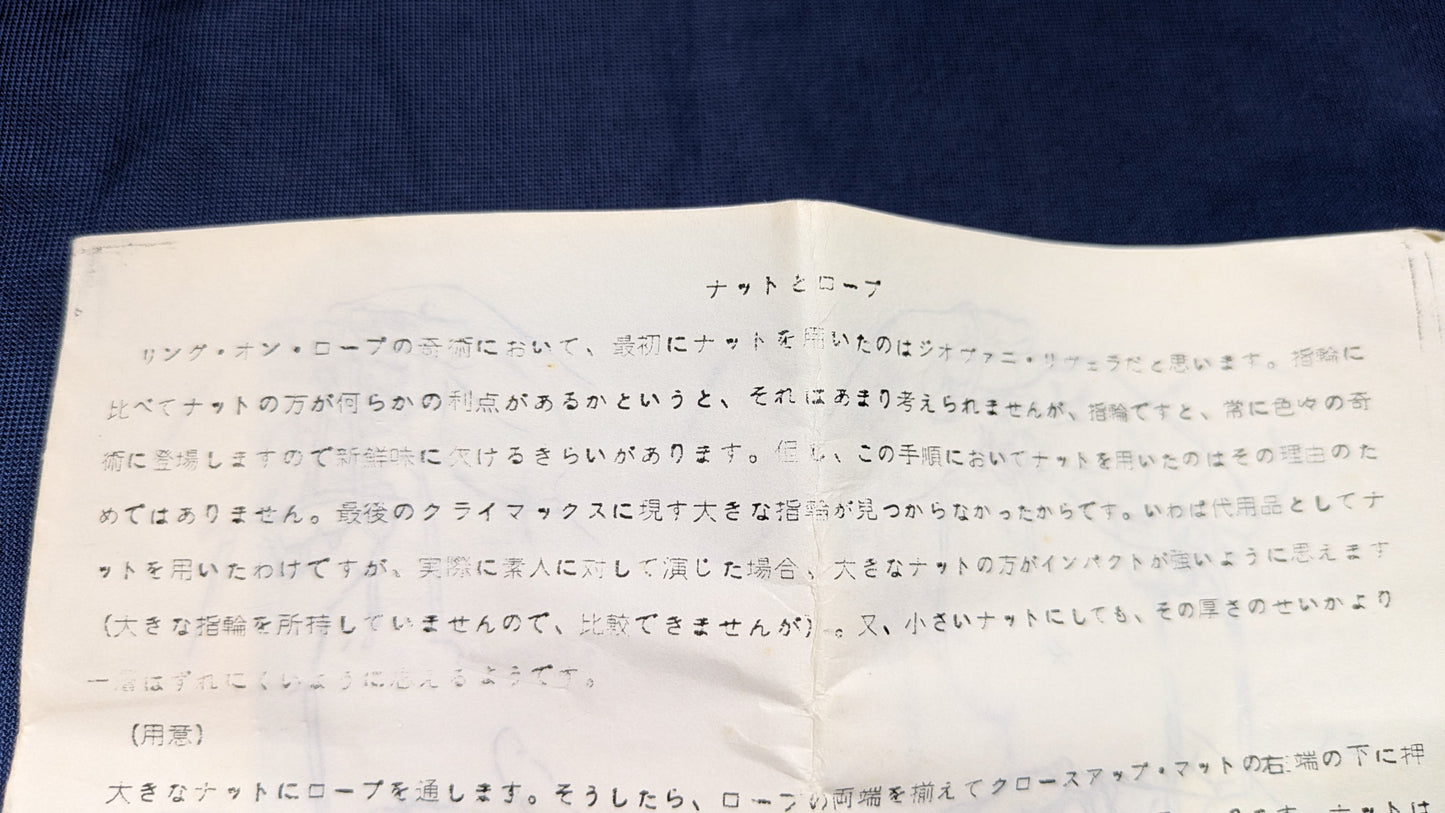 ナットとロープ
リング・オン・ロープの奇術において、最初にナットを用いたのはジオヴァニ・リヴェラだと思います。指輪に
比べてナットの方が何らかの利点があるかというと、それはあまり考えられませんが、指輪ですと、常に色々の奇
術に登場しますので新鮮味に欠けるきらいがあります。但し、この手順においてナットを用いたのはその理由のた
めではありません。最後のクライマックスに現す大きな指輪が見つからなかったからです。いわば代用品としてナ
ットを用いたわけですが、実際に素人に対して演じた場合、大きなナットの方がインパクトが強いように思えます
(大きな指輪を所持していませんので、比較できませんが)。又、小さいナットにしても、その厚さのせいかより
一層はずれにくいように思えるようです。
(用意)
大きなナットにロープを通します。そうしたら、ロープの両端を揃えてクロースアップ・マットの右端の下に押
ナットは